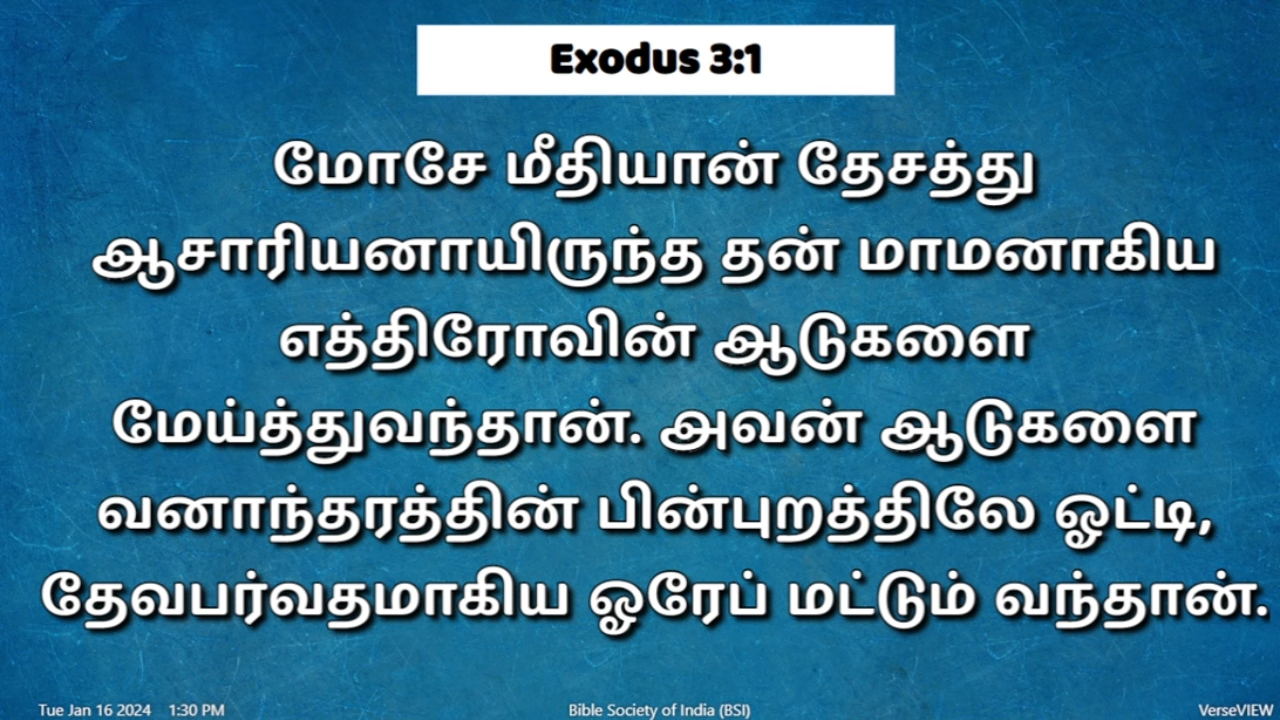 Exodus 3:1
மோசே மீதியான் தேசத்து
ஆசாரியனாயிருந்த தன் மாமனாகிய
எத்திரோவின் ஆடுகளை
மேய்த்துவந்தான். அவன் ஆடுகளை
வனாந்தரத்தின் பின்புறத்திலே ஓட்டி,
தேவபர்வதமாகிய ஓரேப் மட்டும் வந்தான்.
Tue Jan 16 2024 1:30 PM Bible Society of India (BSI) VerseVIEW